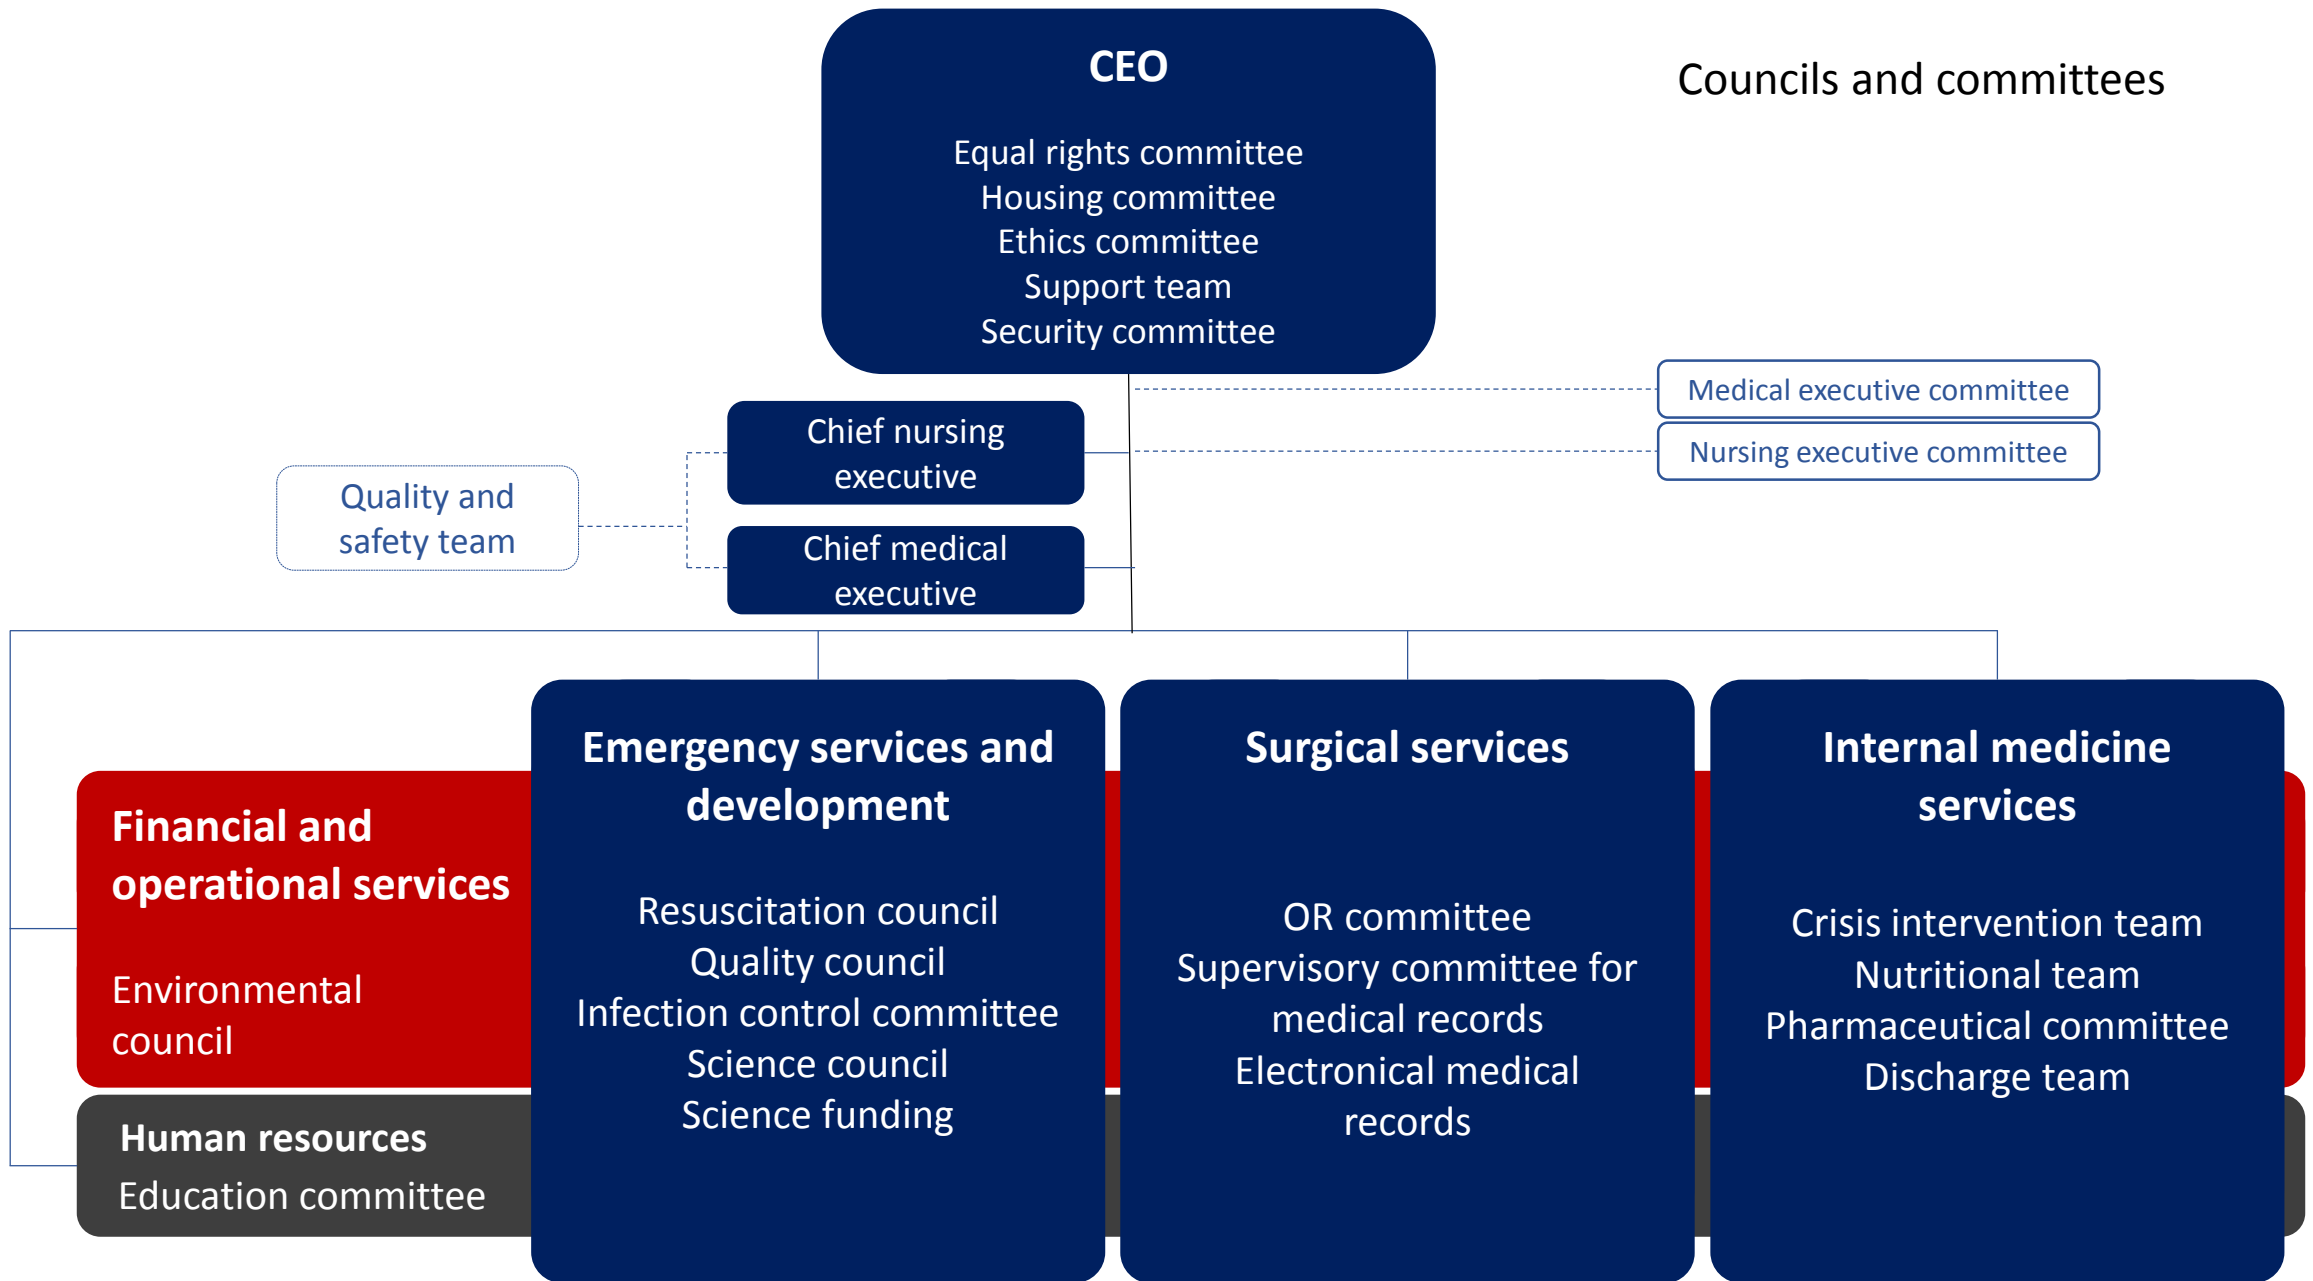 CEO
Equal rights committee
Housing committee
Ethics committee
Support team
Security committee
Councils and committees
Medical executive committee
Nursing executive committee
Chief nursing
executive
Quality and
safety team
Chief medical
executive
Financial and
operational services
Environmental
council
Human resources
Education committee
Emergency services and
development
Resuscitation council
Quality council
Infection control committee
Science council
Science funding
Surgical services
OR committee
Supervisory committee for
medical records
Electronical medical
records
Internal medicine
services
Crisis intervention team
Nutritional team
Pharmaceutical committee
Discharge team